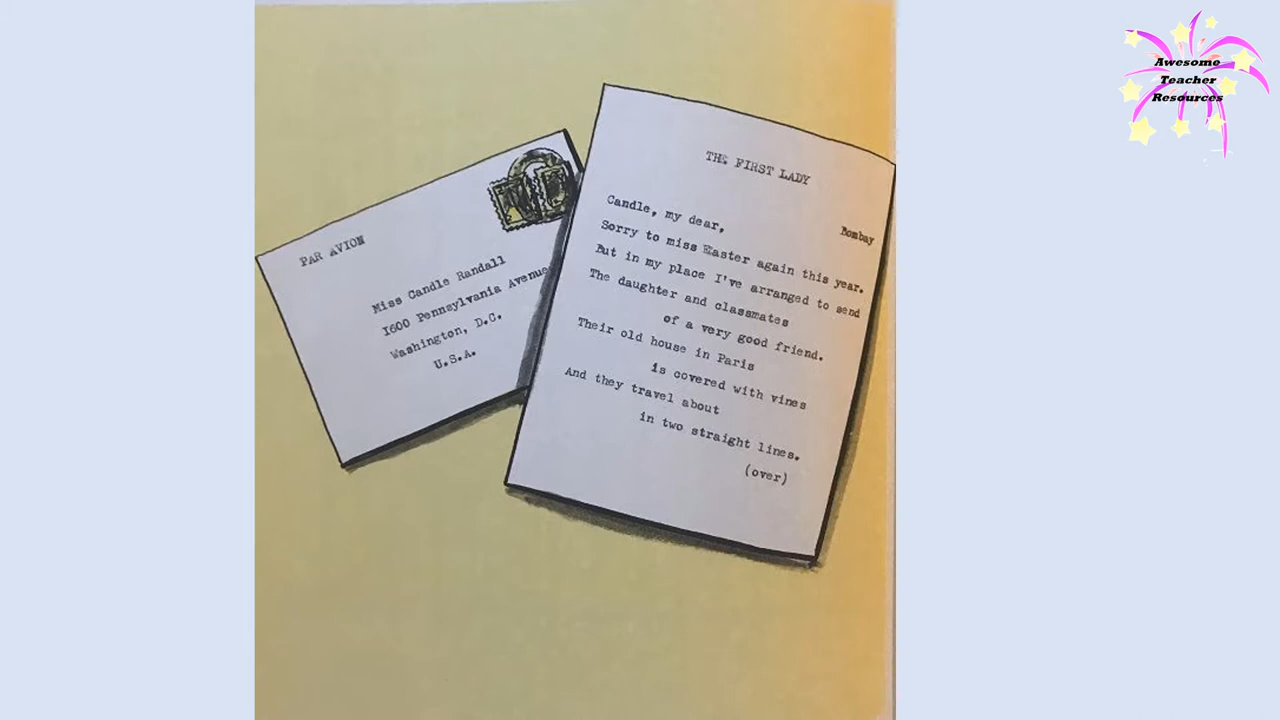 PAR AVION
Miss Candle Randall
1600 Pennsylvania Avenue
Washington, D.C.
U.S.A.
THE FIRST LADY
Bombay
Candle, my dear,
Sorry to miss Easter again this year.
But in my place I've arranged to send
The daughter and classmates
of a very good friend.
Their old house in Paris
is covered with vines
And they travel about
in two straight lines.
(over)
Awesome
Teacher
Resources